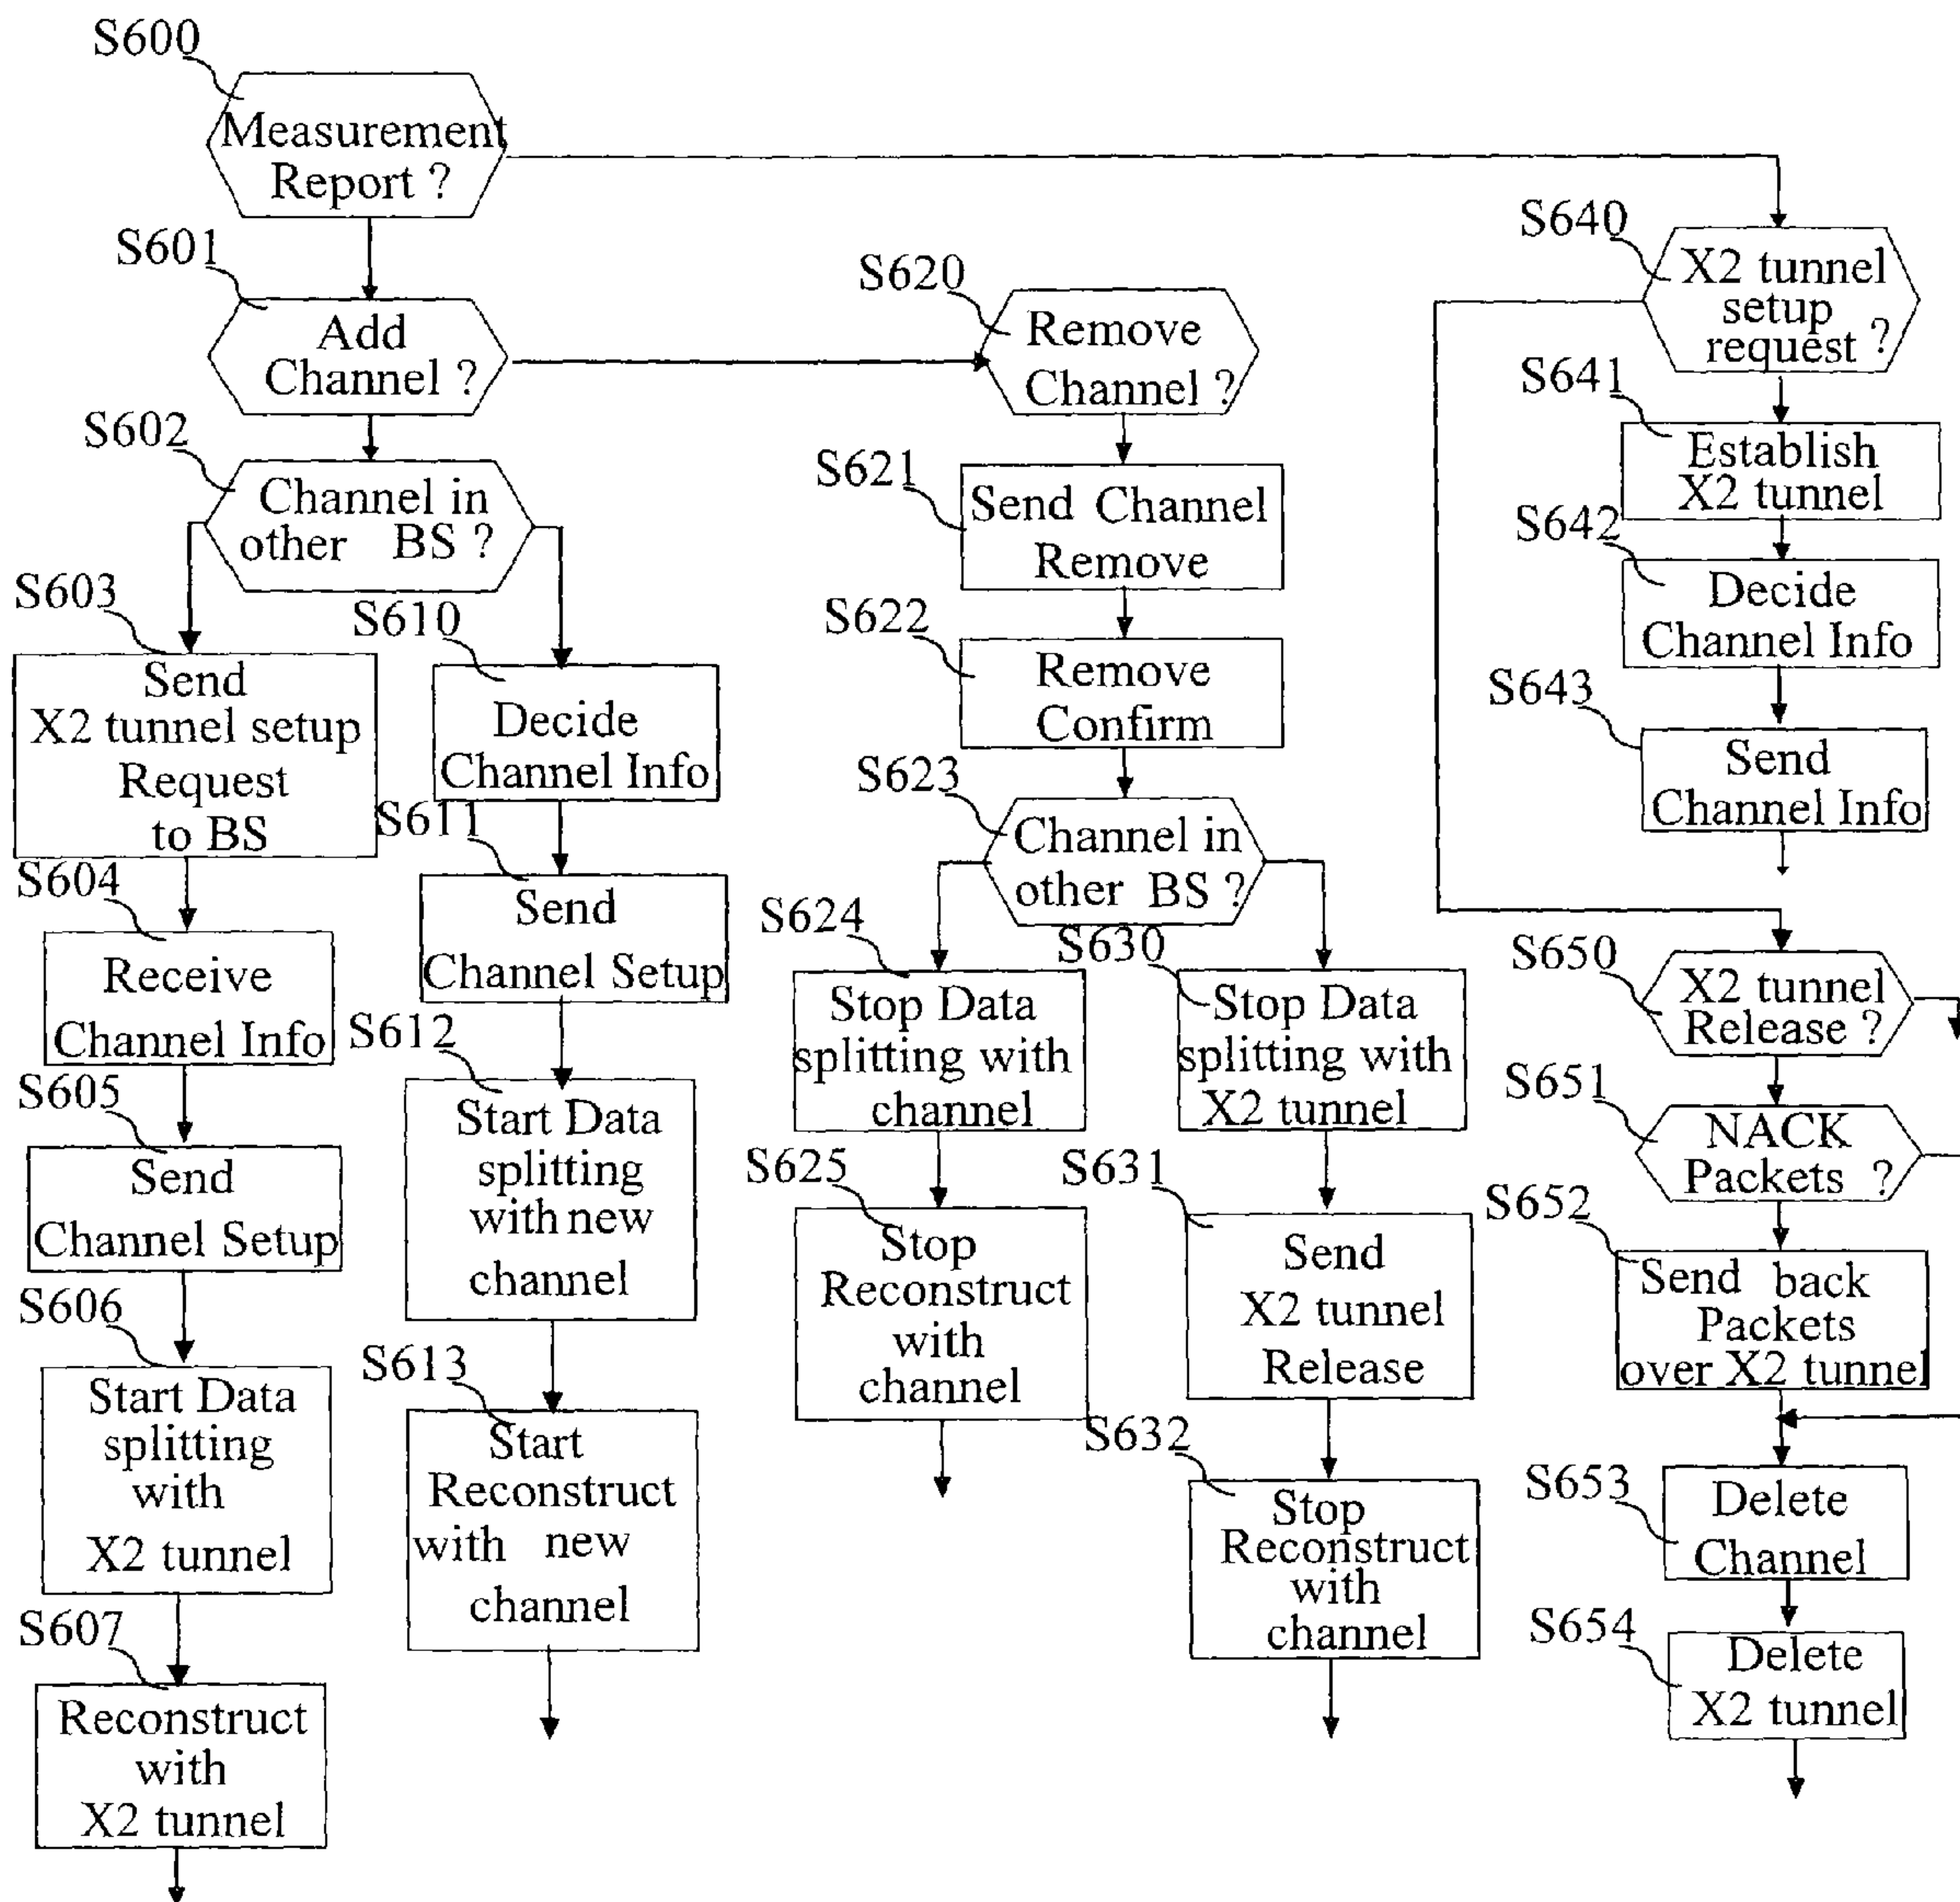 S600
Measurement
Report ?
S601
Add
Channel ?
S602
Channel in
other BS ?
S603
Send
X2 tunnel setup
Request
to BS
S604
Receive
Channel Info
S605
Send
Channel Setup
S606
Start Data
splitting
with
X2 tunnel
S607
Reconstruct
with
X2 tunnel
S610
Decide
Channel Info
S611
Send
Channel Setup
S612
Start Data
splitting
with new
channel
S613
Start
Reconstruct
with new
channel
S620
Remove
Channel ?
S621
Send Channel
Remove
S622
Remove
Confirm
S623
Channel in
other BS ?
S624
Stop Data
splitting with
channel
S625
Stop
Reconstruct
with
channel
S630
Stop Data
splitting with
X2 tunnel
S631
Send
X2 tunnel
Release
S632
Stop
Reconstruct
with
channel
S640
X2 tunnel
setup
request ?
S641
Establish
X2 tunnel
S642
Decide
Channel Info
S643
Send
Channel Info
S650
X2 tunnel
Release ?
S651
NACK
Packets ?
S652
Send back
Packets
over X2 tunnel
S653
Delete
Channel
S654
Delete
X2 tunnel